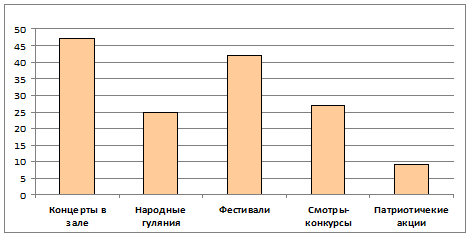 50
45
40
35
30
25
20
15
10
5
0
Концерты в
зале
Народные
гуляния
Фестивали
Смотры-
конкурсы
Патриотичекие
акции